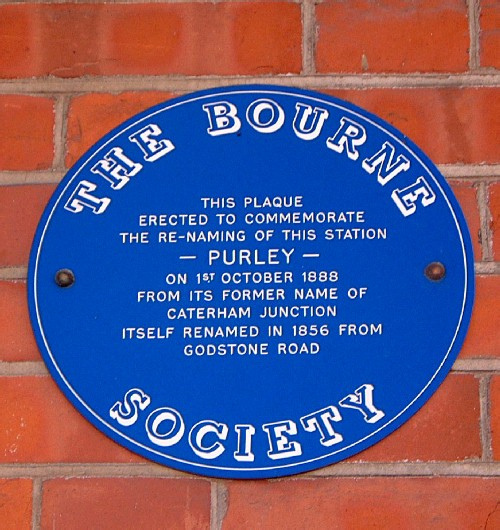 THE BOURNE
THIS PLAQUE
ERECTED TO COMMEMORATE
THE RE-NAMING OF THIS STATION
— PURLEY —
ON 1ST OCTOBER 1888
FROM ITS FORMER NAME OF
CATERHAM JUNCTION
ITSELF RENAMED IN 1856 FROM
GODSTONE ROAD
SOCIETY